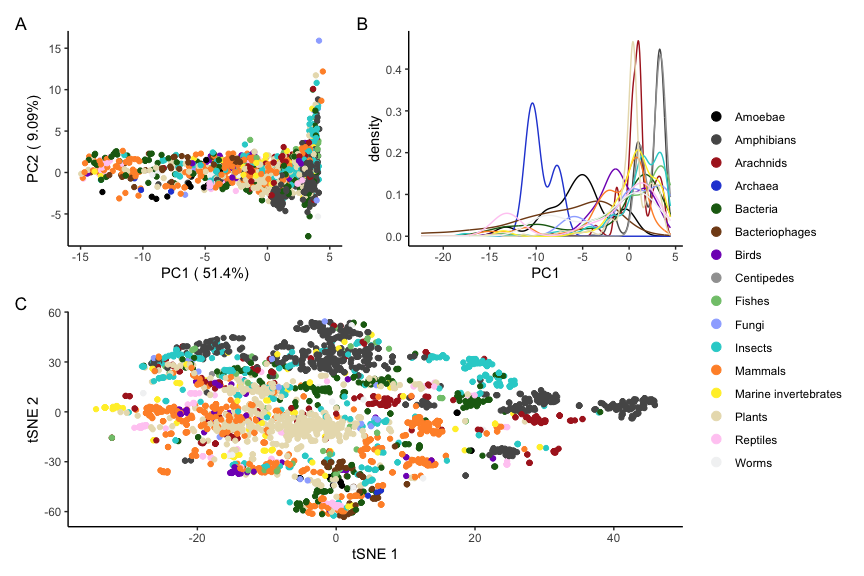 A
15
10
5
0
-5
PC2 ( 9.09%)
-15
-10
-5
0
5
PC1 ( 51.4%)
B
0.4
0.3
0.2
0.1
0.0
density
-20
-15
-10
-5
0
5
PC1
C
60
30
0
-30
-60
tSNE 2
-20
0
20
40
tSNE 1
Amoebae
Amphibians
Arachnids
Archaea
Bacteria
Bacteriophages
Birds
Centipedes
Fishes
Fungi
Insects
Mammals
Marine invertebrates
Plants
Reptiles
Worms